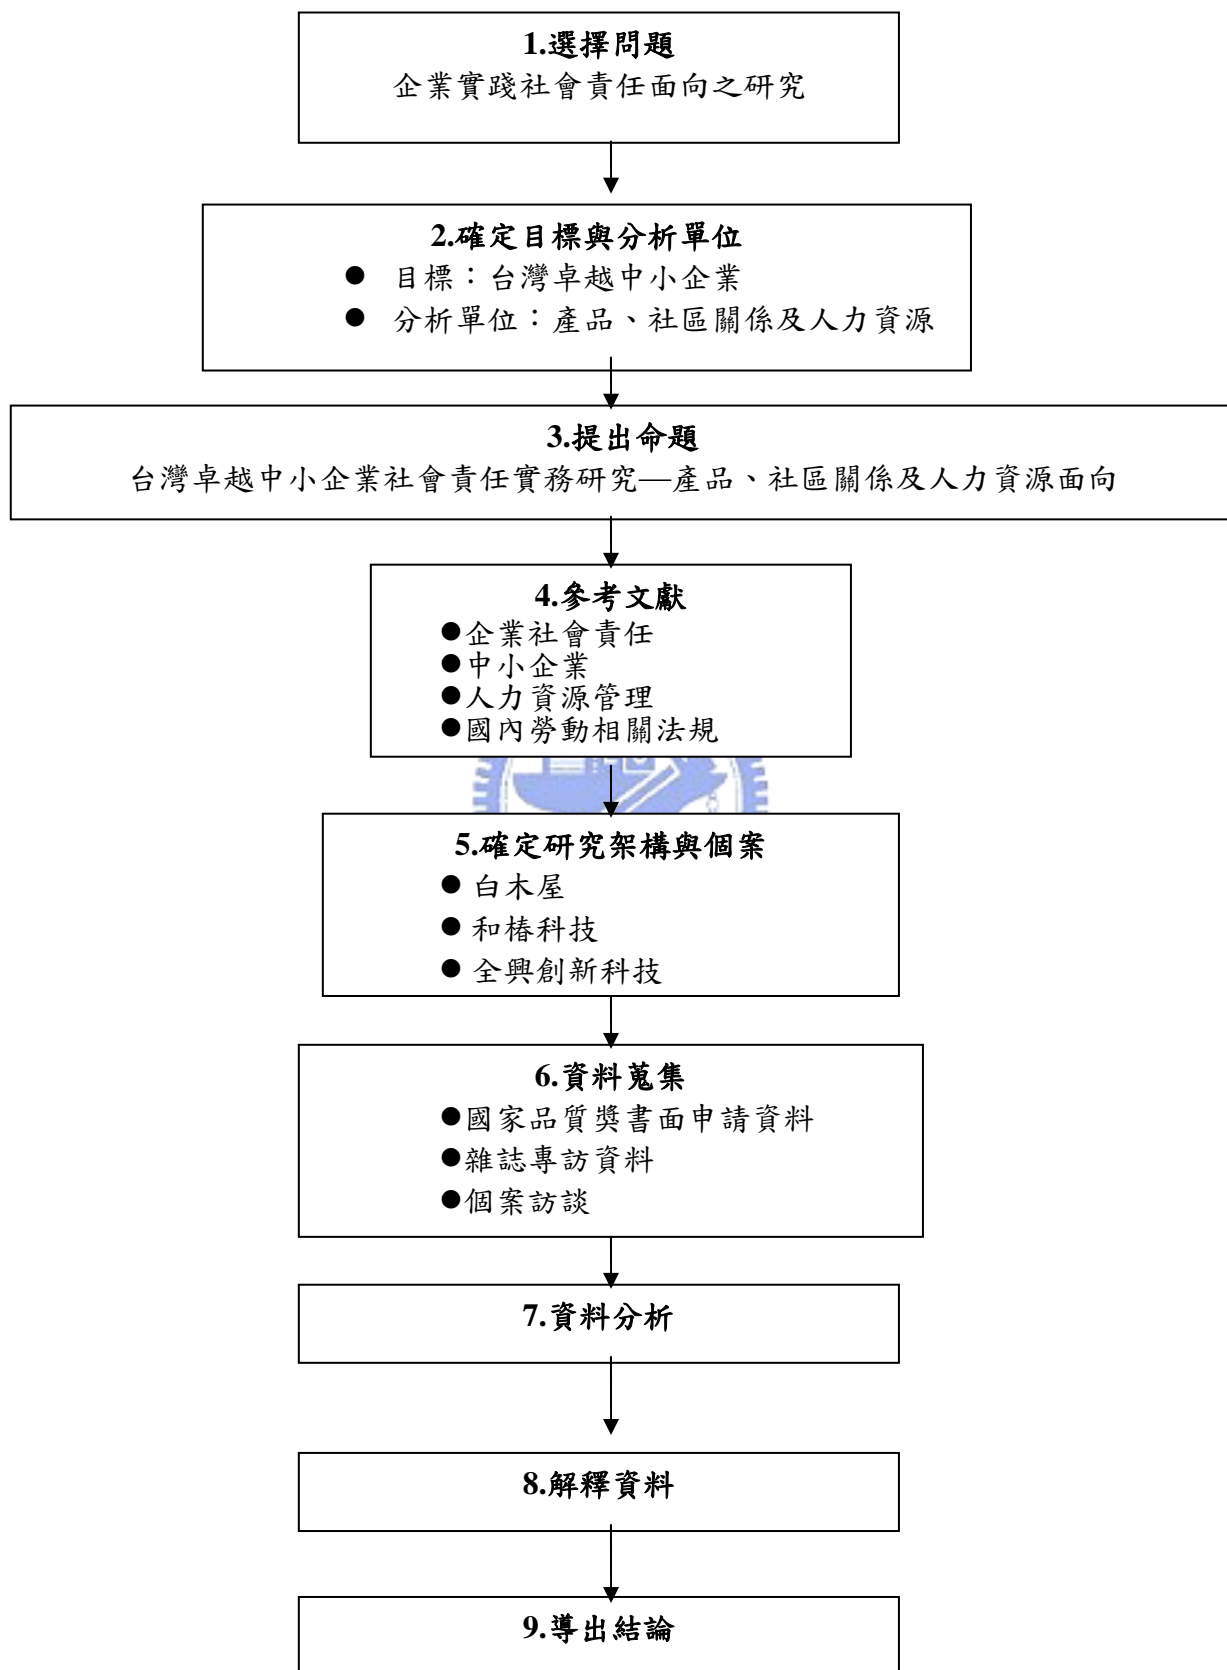 1.選擇問題
企業實踐社會責任面向之研究
2.確定目標與分析單位
● 目標：台灣卓越中小企業
● 分析單位：產品、社區關係及人力資源
3.提出命題
台灣卓越中小企業社會責任實務研究—產品、社區關係及人力資源面向
4.參考文獻
●企業社會責任
●中小企業
●人力資源管理
●國內勞動相關法規
5.確定研究架構與個案
● 白木屋
● 和椿科技
● 全興創新科技
6.資料蒐集
●國家品質獎書面申請資料
●雜誌專訪資料
●個案訪談
7.資料分析
8.解釋資料
9.導出結論